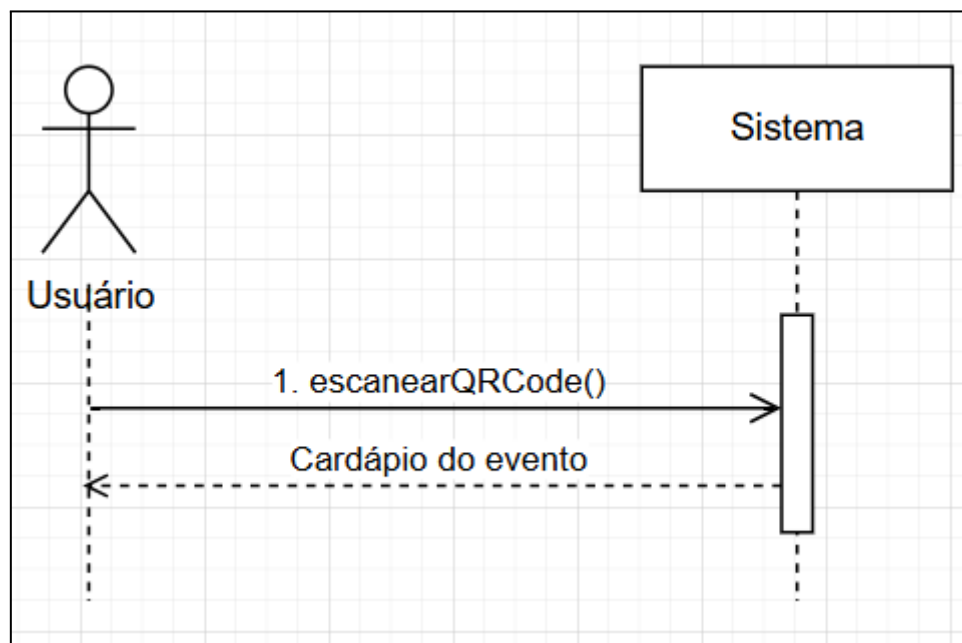 Sistema
Usuário
1. escanearQRCode()
Cardápio do evento